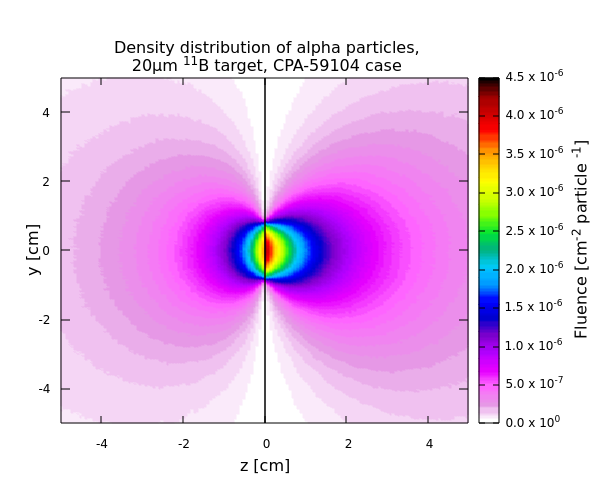 Density distribution of alpha particles,
20μm ¹¹B target, CPA-59104 case
4
2
0
-2
-4
y [cm]
-4 -2 0 2 4
z [cm]
4.5 x 10⁻⁶
4.0 x 10⁻⁶
3.5 x 10⁻⁶
3.0 x 10⁻⁶
2.5 x 10⁻⁶
2.0 x 10⁻⁶
1.5 x 10⁻⁶
1.0 x 10⁻⁶
5.0 x 10⁻⁷
0.0 x 10⁰
Fluence [cm⁻² particle ⁻¹]